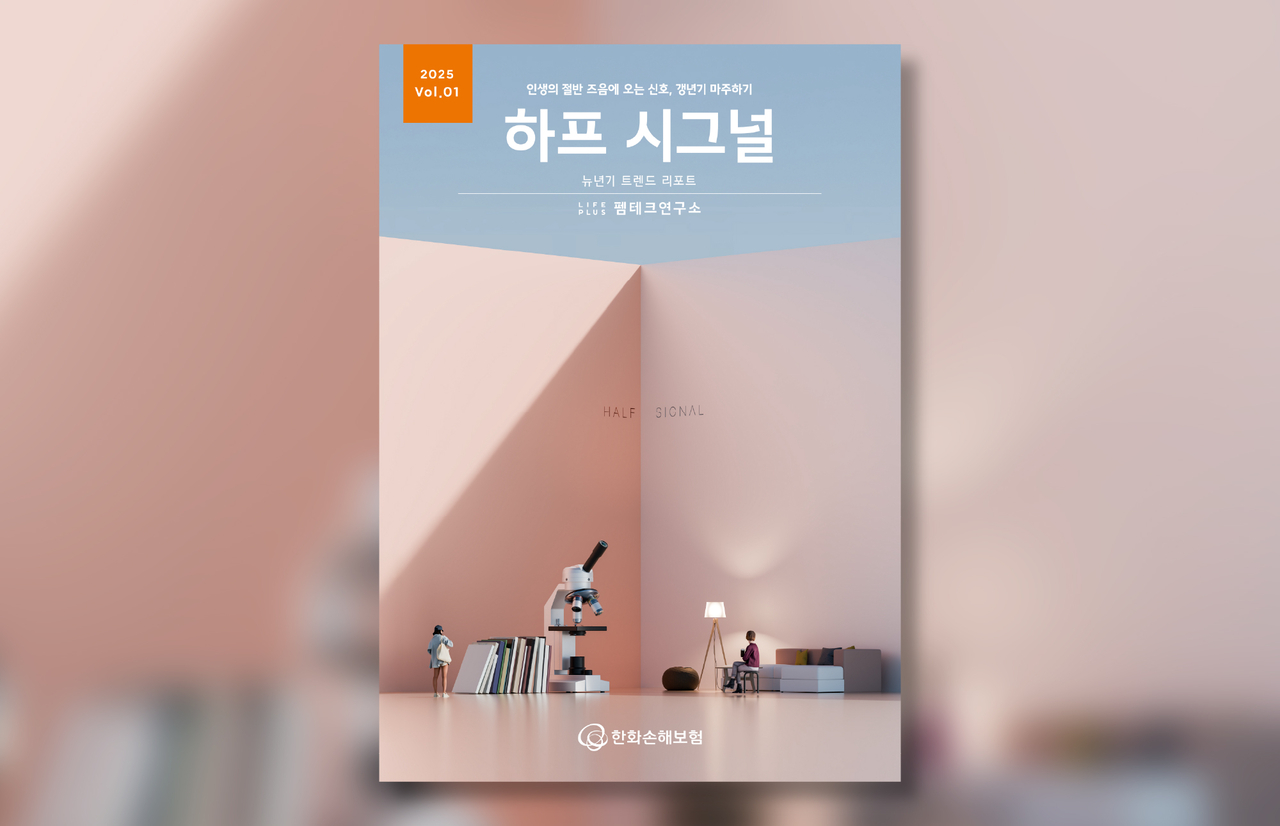 2025
Vol.01
인생의 절반 즈음에 오는 신호, 갱년기 마주하기
하프 시그널
뉴년기 트렌드 리포트
LIFE
PLUS
펨테크연구소
HALF SIGNAL
한화손해보험